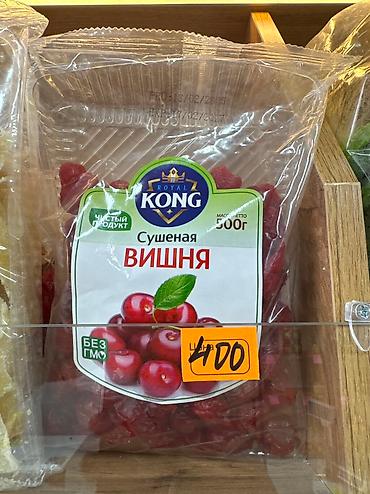 ROYAL
KONG
ЧИСТЫЙ
ПРОДУКТ
МАССА НЕТТО
500г
Сушеная
ВИШНЯ
БЕЗ
ГМО
400